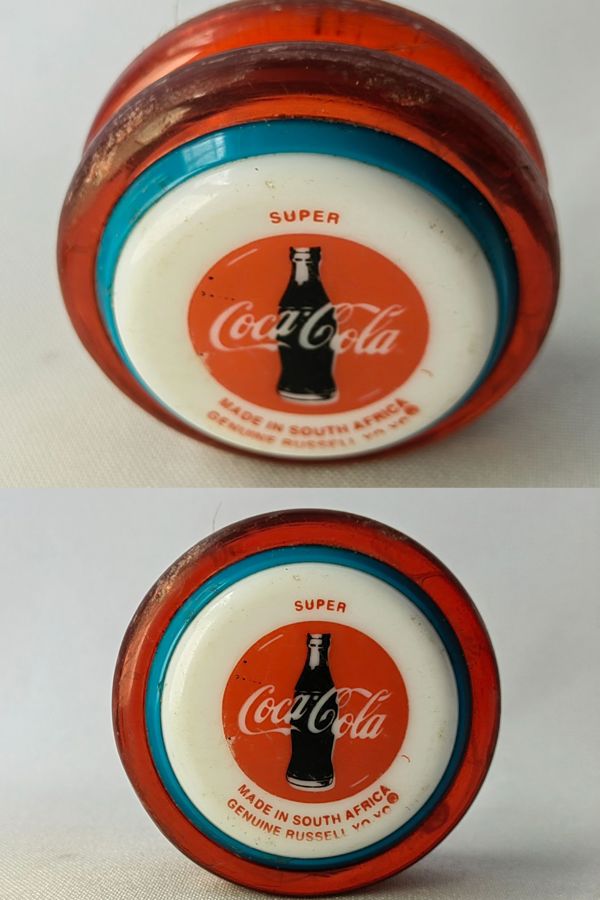 SUPER
Coca-Cola
MADE IN SOUTH AFRICA
GENUINE RUSSELL YO YO®
SUPER
Coca-Cola
MADE IN SOUTH AFRICA
GENUINE RUSSELL YO YO®